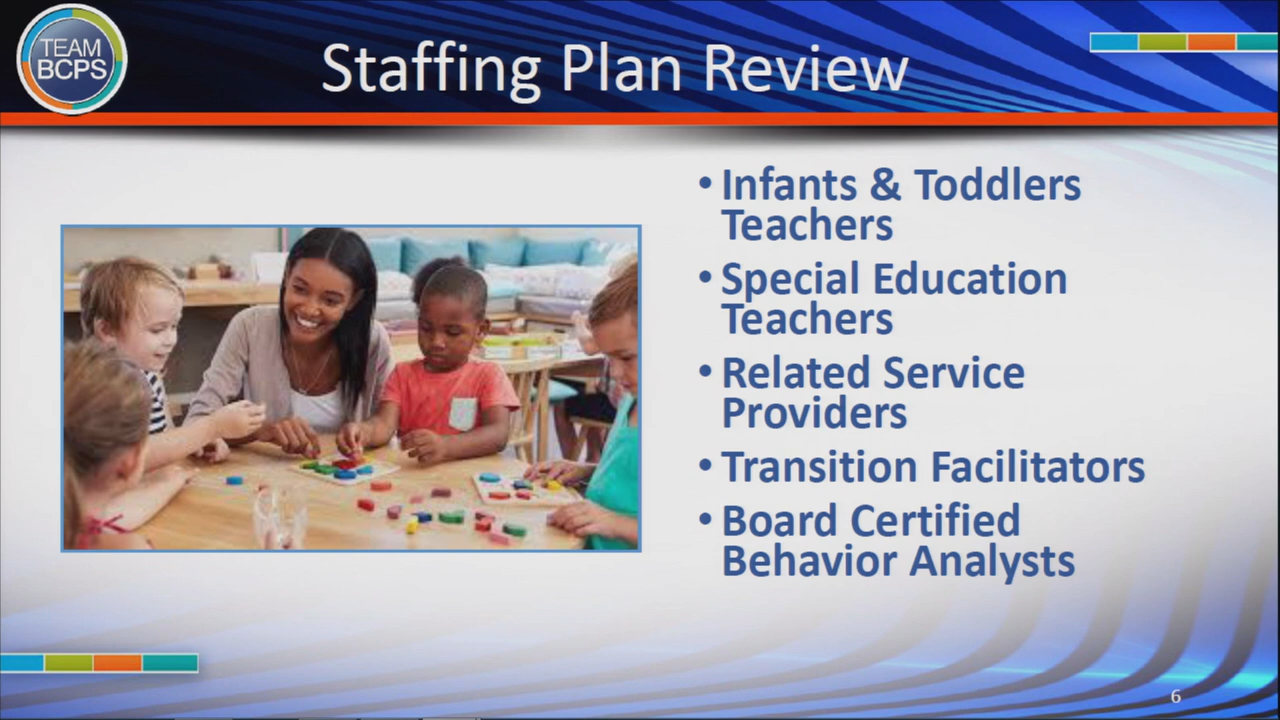 TEAM
BCPS
Staffing Plan Review
• Infants & Toddlers
Teachers
• Special Education
Teachers
• Related Service
Providers
• Transition Facilitators
• Board Certified
Behavior Analysts
6